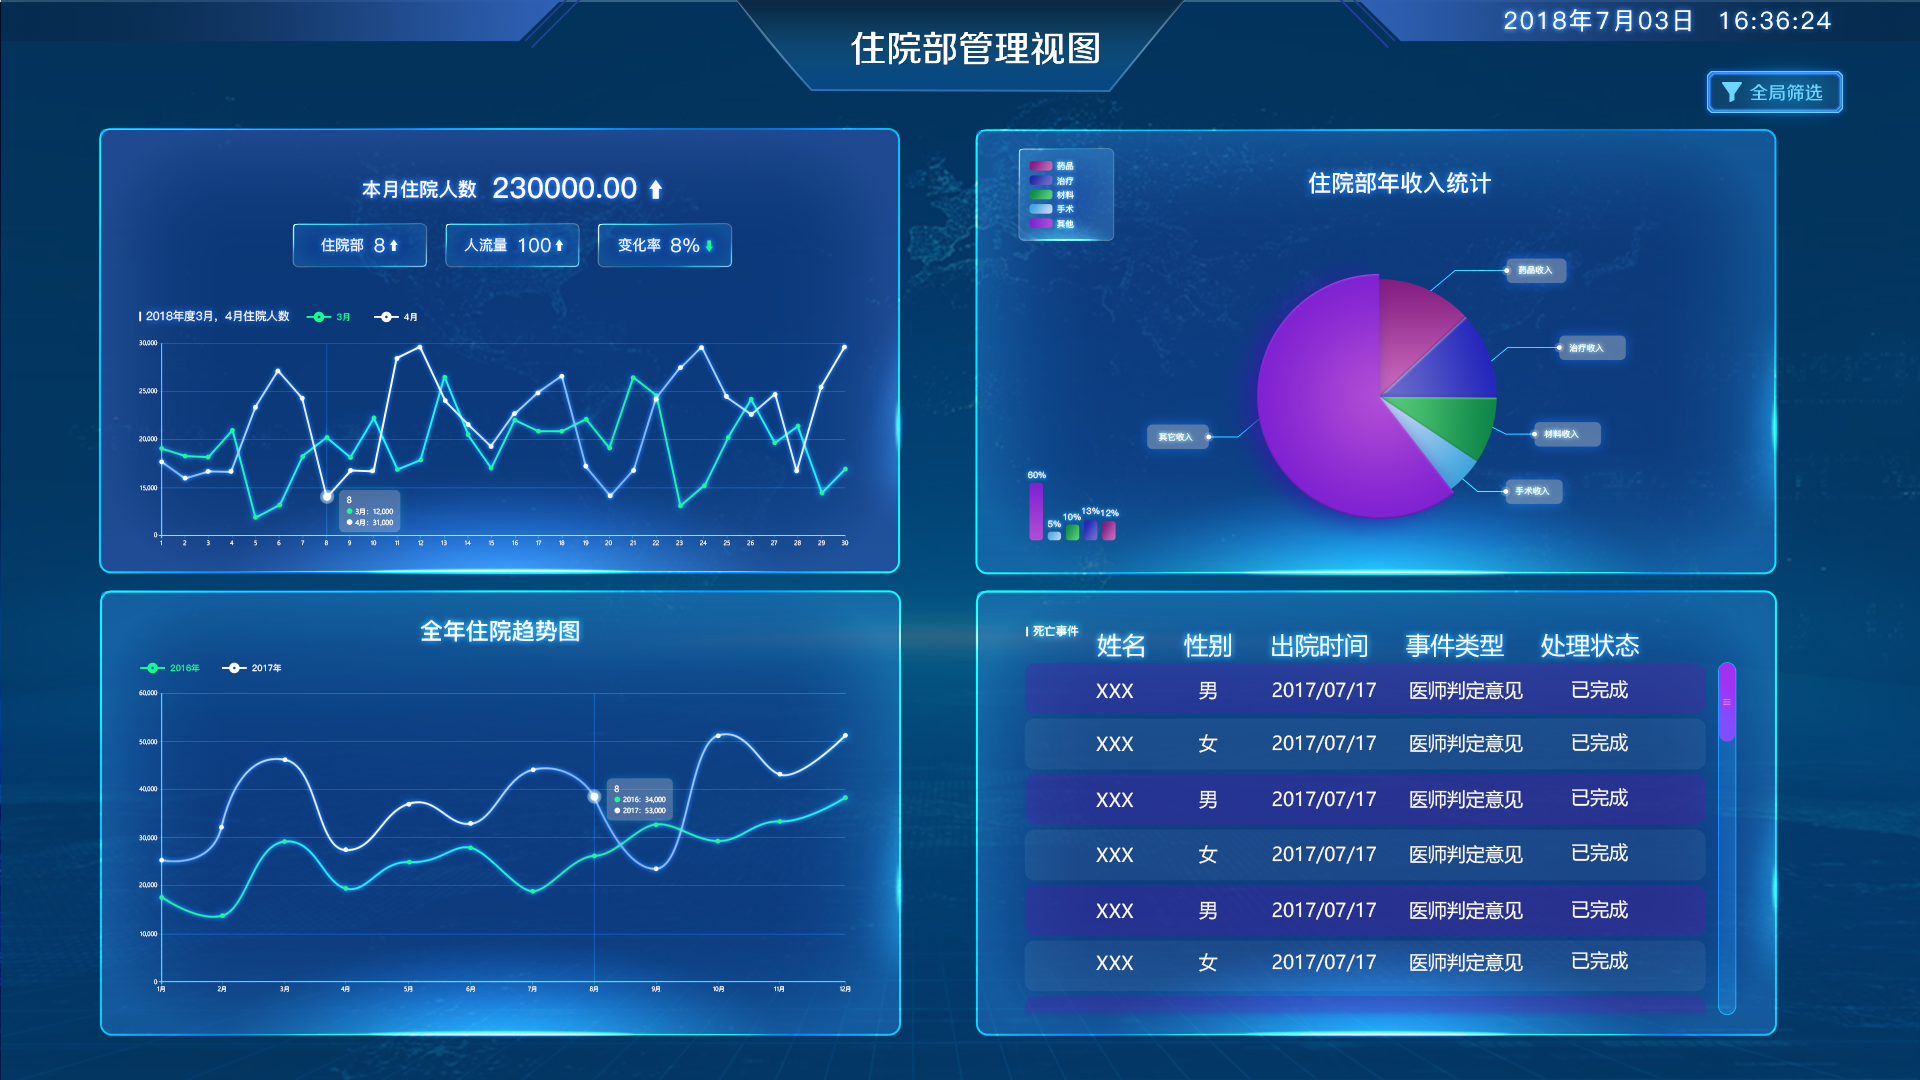 住院部管理视图
2018年7月03日 16:36:24
全局筛选
本月住院人数 230000.00
住院部 8
人流量 100
变化率 8%
2018年度3月，4月住院人数 3月 4月
30,000
25,000
20,000
15,000
0
8
3月：12,000
4月：31,000
1 2 3 4 5 6 7 8 9 10 11 12 13 14 15 16 17 18 19 20 21 22 23 24 25 26 27 28 29 30
药品
治疗
材料
手术
其他
住院部年收入统计
药品收入
治疗收入
材料收入
手术收入
其它收入
60%
5%
10%
13%
12%
全年住院趋势图
2016年 2017年
60,000
50,000
40,000
30,000
20,000
10,000
0
8
2016：34,000
2017：53,000
1月 2月 3月 4月 5月 6月 7月 8月 9月 10月 11月 12月
死亡事件
姓名 性别 出院时间 事件类型 处理状态
XXX 男 2017/07/17 医师判定意见 已完成
XXX 女 2017/07/17 医师判定意见 已完成
XXX 男 2017/07/17 医师判定意见 已完成
XXX 女 2017/07/17 医师判定意见 已完成
XXX 男 2017/07/17 医师判定意见 已完成
XXX 女 2017/07/17 医师判定意见 已完成